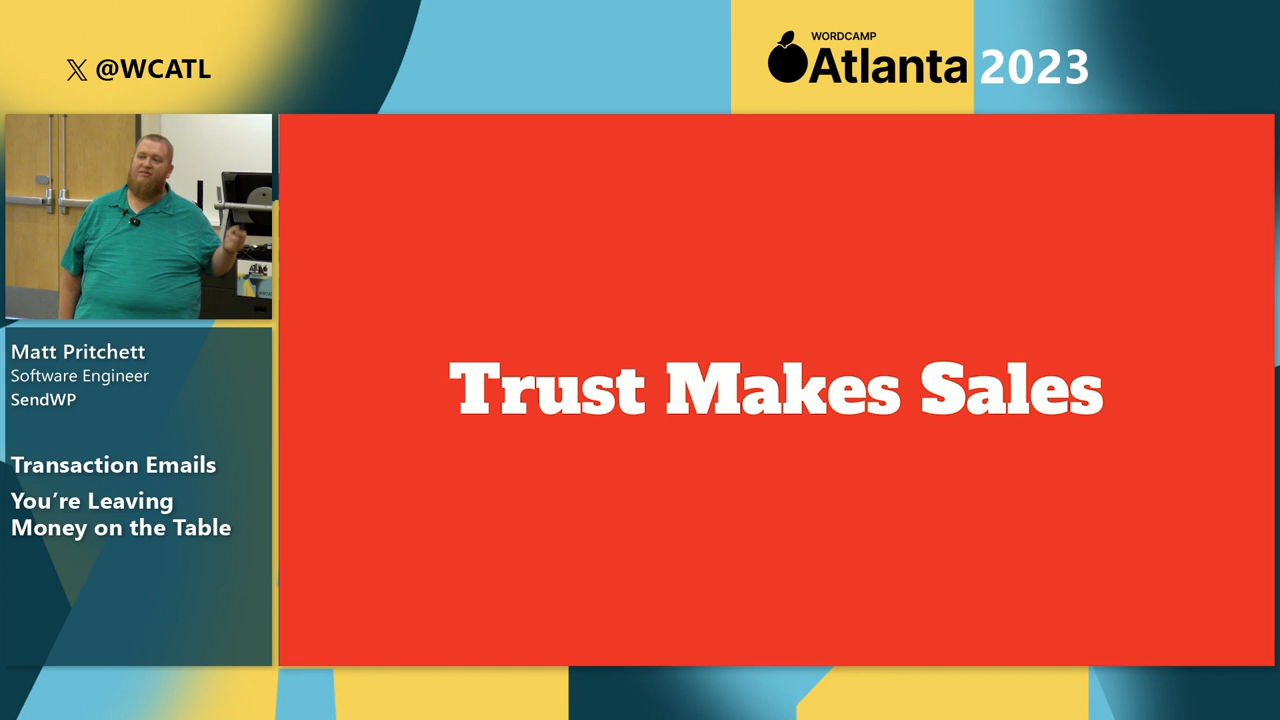 𝕏 @WCATL
WORDCAMP
Atlanta 2023
Matt Pritchett
Software Engineer
SendWP
Transaction Emails
You’re Leaving
Money on the Table
Trust Makes Sales